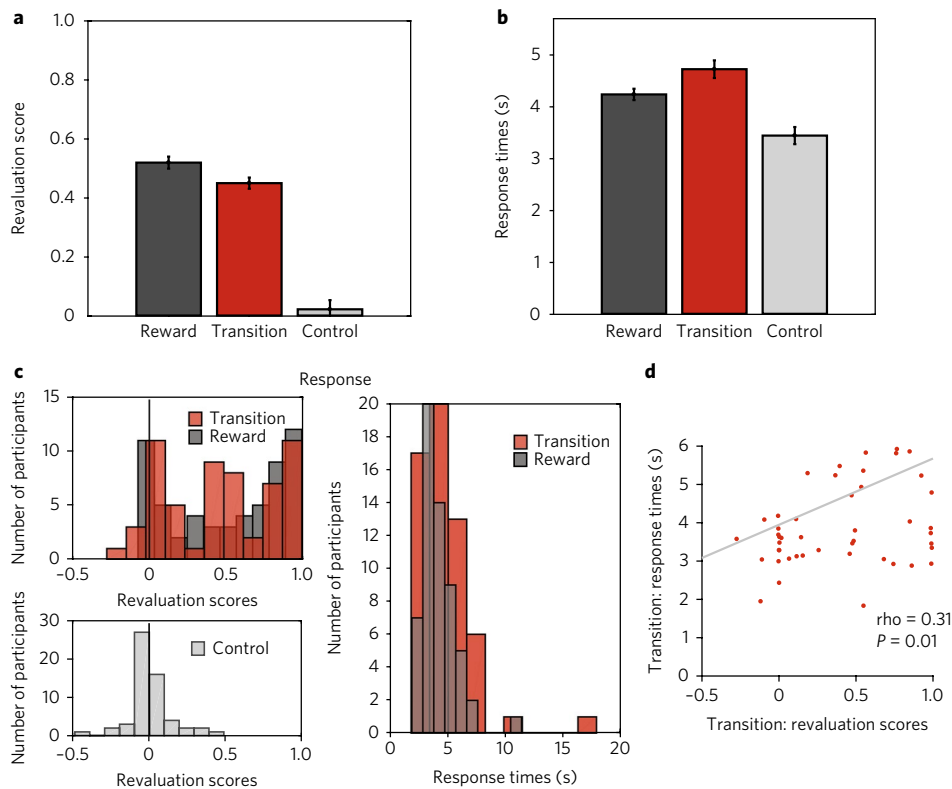 a
1.0
0.8
0.6
0.4
0.2
0
Revaluation score
Reward Transition Control
b
5
4
3
2
1
0
Response times (s)
Reward Transition Control
c
Response
15
10
5
0
Number of participants
Transition
Reward
−0.5 0 0.5 1.0
Revaluation scores
30
20
10
0
Number of participants
Control
−0.5 0 0.5 1.0
Revaluation scores
20
18
16
14
12
10
8
6
4
2
0
Number of participants
Transition
Reward
0 5 10 15 20
Response times (s)
d
6
5
4
3
2
1
0
Transition: response times (s)
rho = 0.31
P = 0.01
−0.5 0 0.5 1.0
Transition: revaluation scores